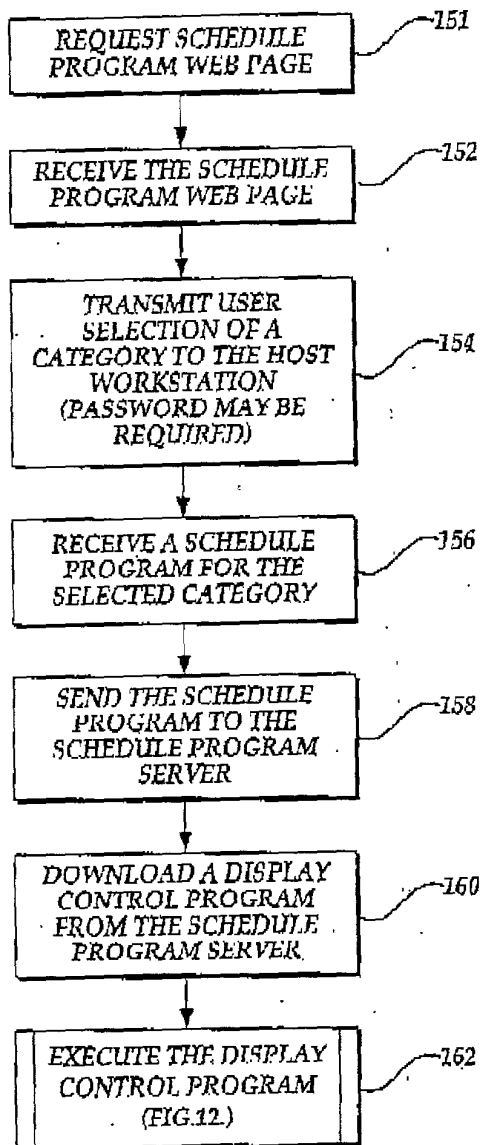 REQUEST SCHEDULE
PROGRAM WEB PAGE
151
RECEIVE THE SCHEDULE
PROGRAM WEB PAGE
152
TRANSMIT USER
SELECTION OF A
CATEGORY TO THE HOST
WORKSTATION
(PASSWORD MAY BE
REQUIRED)
154
RECEIVE A SCHEDULE
PROGRAM FOR THE
SELECTED CATEGORY
156
SEND THE SCHEDULE
PROGRAM TO THE
SCHEDULE PROGRAM
SERVER
158
DOWNLOAD A DISPLAY
CONTROL PROGRAM
FROM THE SCHEDULE
PROGRAM SERVER
160
EXECUTE THE DISPLAY
CONTROL PROGRAM
(FIG.12.)
162